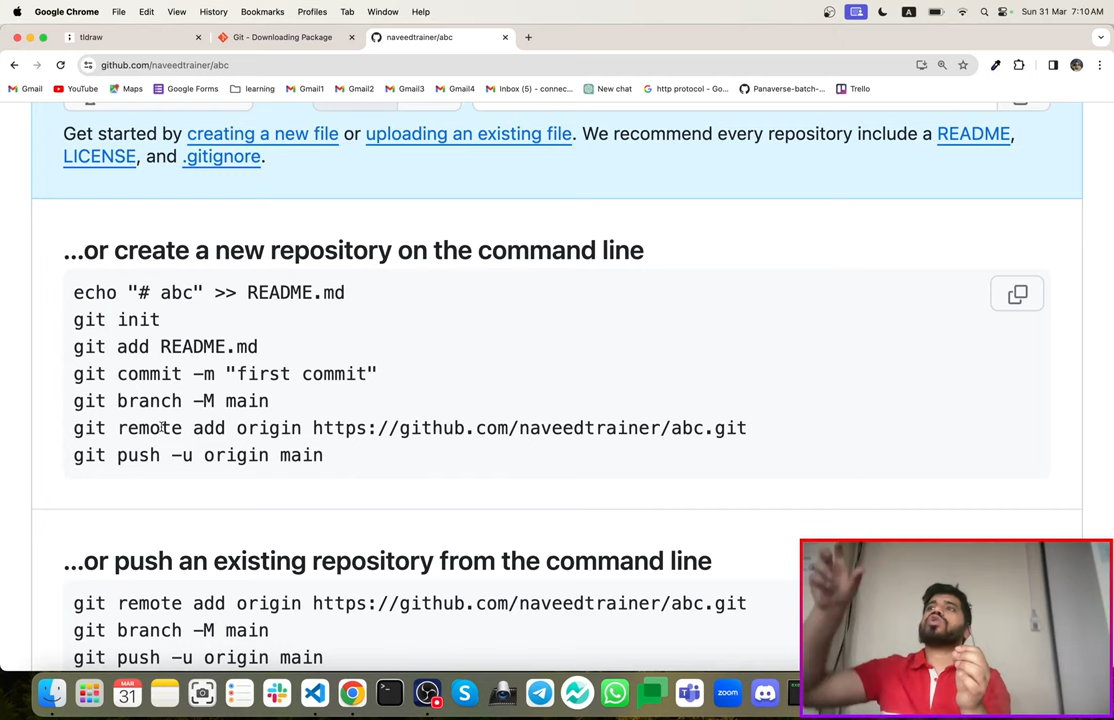 Google Chrome File Edit View History Bookmarks Profiles Tab Window Help A Sun 31 Mar 7:10 AM
tldraw Git - Downloading Package naveedtrainer/abc
github.com/naveedtrainer/abc
Gmail YouTube Maps Google Forms learning Gmail1 Gmail2 Gmail3 Gmail4 Inbox (5) - connec... New chat http protocol - Go... Panaverse-batch-... Trello
Get started by creating a new file or uploading an existing file. We recommend every repository include a README,
LICENSE, and .gitignore.
...or create a new repository on the command line
echo "# abc" >> README.md
git init
git add README.md
git commit -m "first commit"
git branch -M main
git remote add origin https://github.com/naveedtrainer/abc.git
git push -u origin main
...or push an existing repository from the command line
git remote add origin https://github.com/naveedtrainer/abc.git
git branch -M main
git push -u origin main
MAR
31
zoom